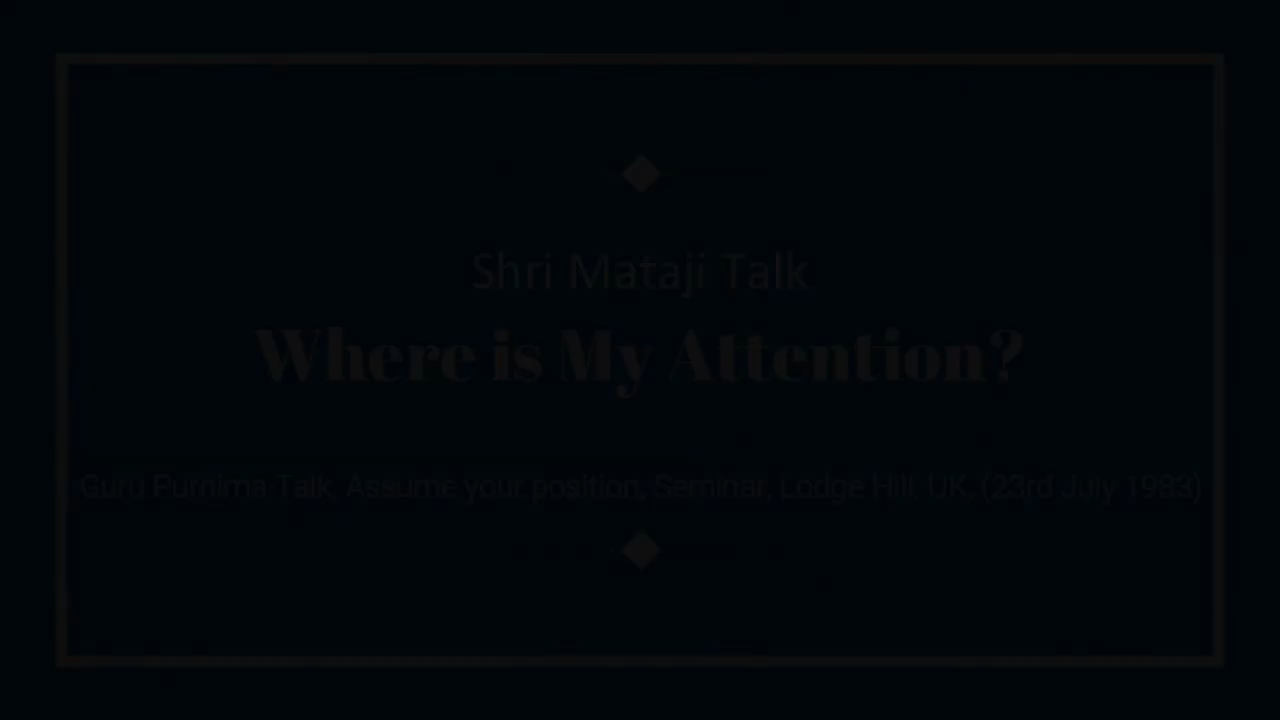 Shri Mataji Talk
Where is My Attention?
Guru Purnima Talk, Assume your position, Seminar, Lodge Hill, UK, (23rd July 1983)